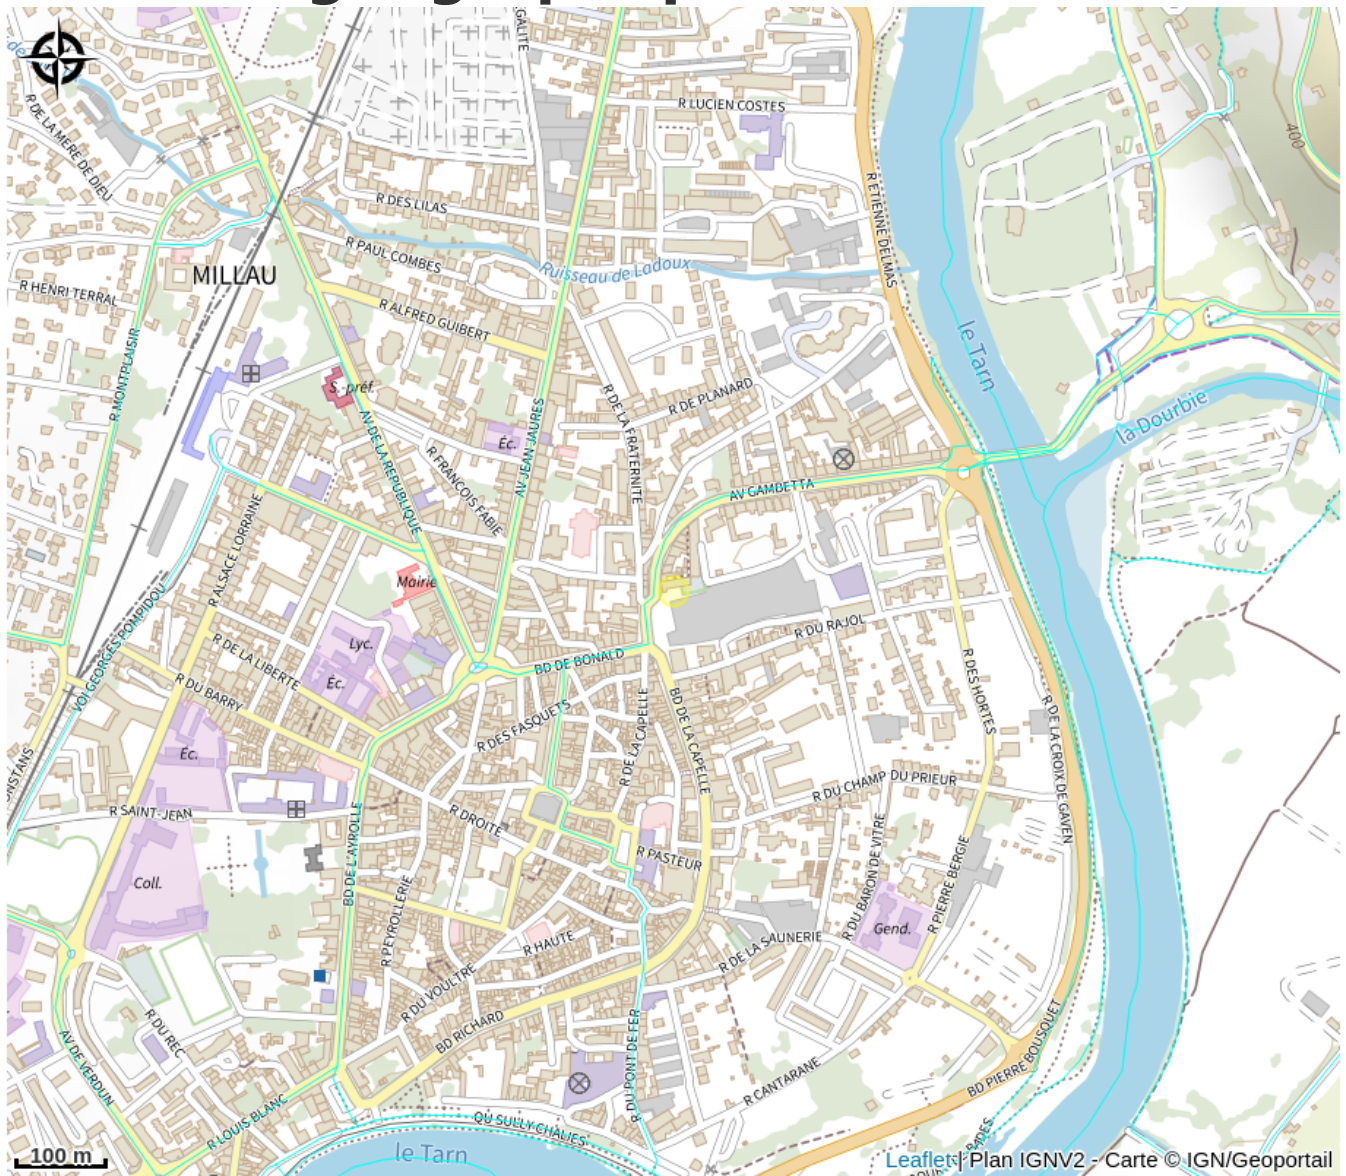 R LUCIEN COSTES
R DE LA MERE DE DIEU
R ETIENNE DELMAS
400
R DES LILAS
R PAUL COMBES
Ruisseau de Ladoux
MILLAU
R HENRI TERRAL
R ALFRED GUIBERT
le Tarn
R MONTPLAISIR
S.-préf.
R DE PLANARD
la Dourbie
AV DE LA REPUBLIQUE
Éc.
AV JEAN JAURES
R DE LA FRATERNITE
R FRANCOIS FABIE
AV GAMBETTA
R ALSACE LORRAINE
Mairie
VOI GEORGES POMPIDOU
R DU RAJOL
Lyc.
R DE LA LIBERTE
BD DE BONALD
Éc.
R DU BARRY
R DES HORTES
R DES FASQUETS
R DE LA CAPELLE
BD DE LA CAPELLE
R DE LA CROIX DE GAVEN
Éc.
ONSTANS
R DU CHAMP DU PRIEUR
R SAINT-JEAN
R DROITE
BD DE L'AYROLLE
R PASTEUR
R DU BARON DE VITRE
R PIERRE BERGIE
Coll.
R PEYROLLERIE
Gend.
R HAUTE
R DE LA SAUNERIE
R DU VOULTRE
BD RICHARD
R DU REC
AV DE VERDUN
R DU PONT DE FER
BD PIERRE BOUSQUET
R CANTARANE
R LOUIS BLANC
QU SULLY CHALIES
le Tarn
100 m
Leaflet | Plan IGNV2 - Carte © IGN/Geoportail